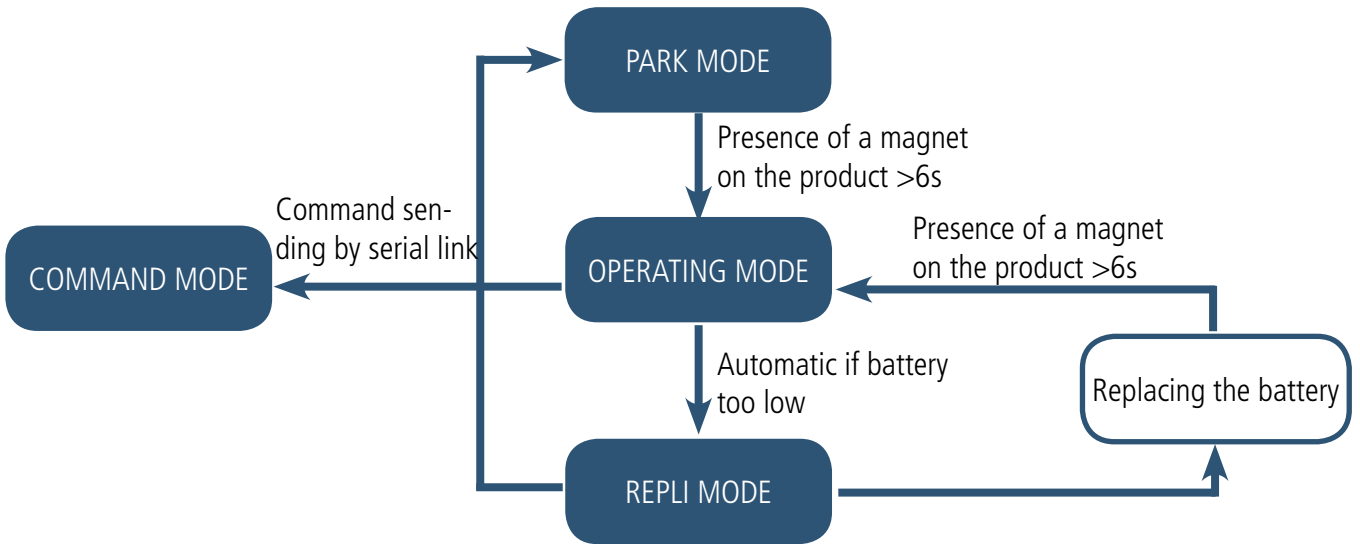 PARK MODE
Presence of a magnet
on the product >6s
Command sen-
ding by serial link
COMMAND MODE
OPERATING MODE
Presence of a magnet
on the product >6s
Automatic if battery
too low
Replacing the battery
REPLI MODE